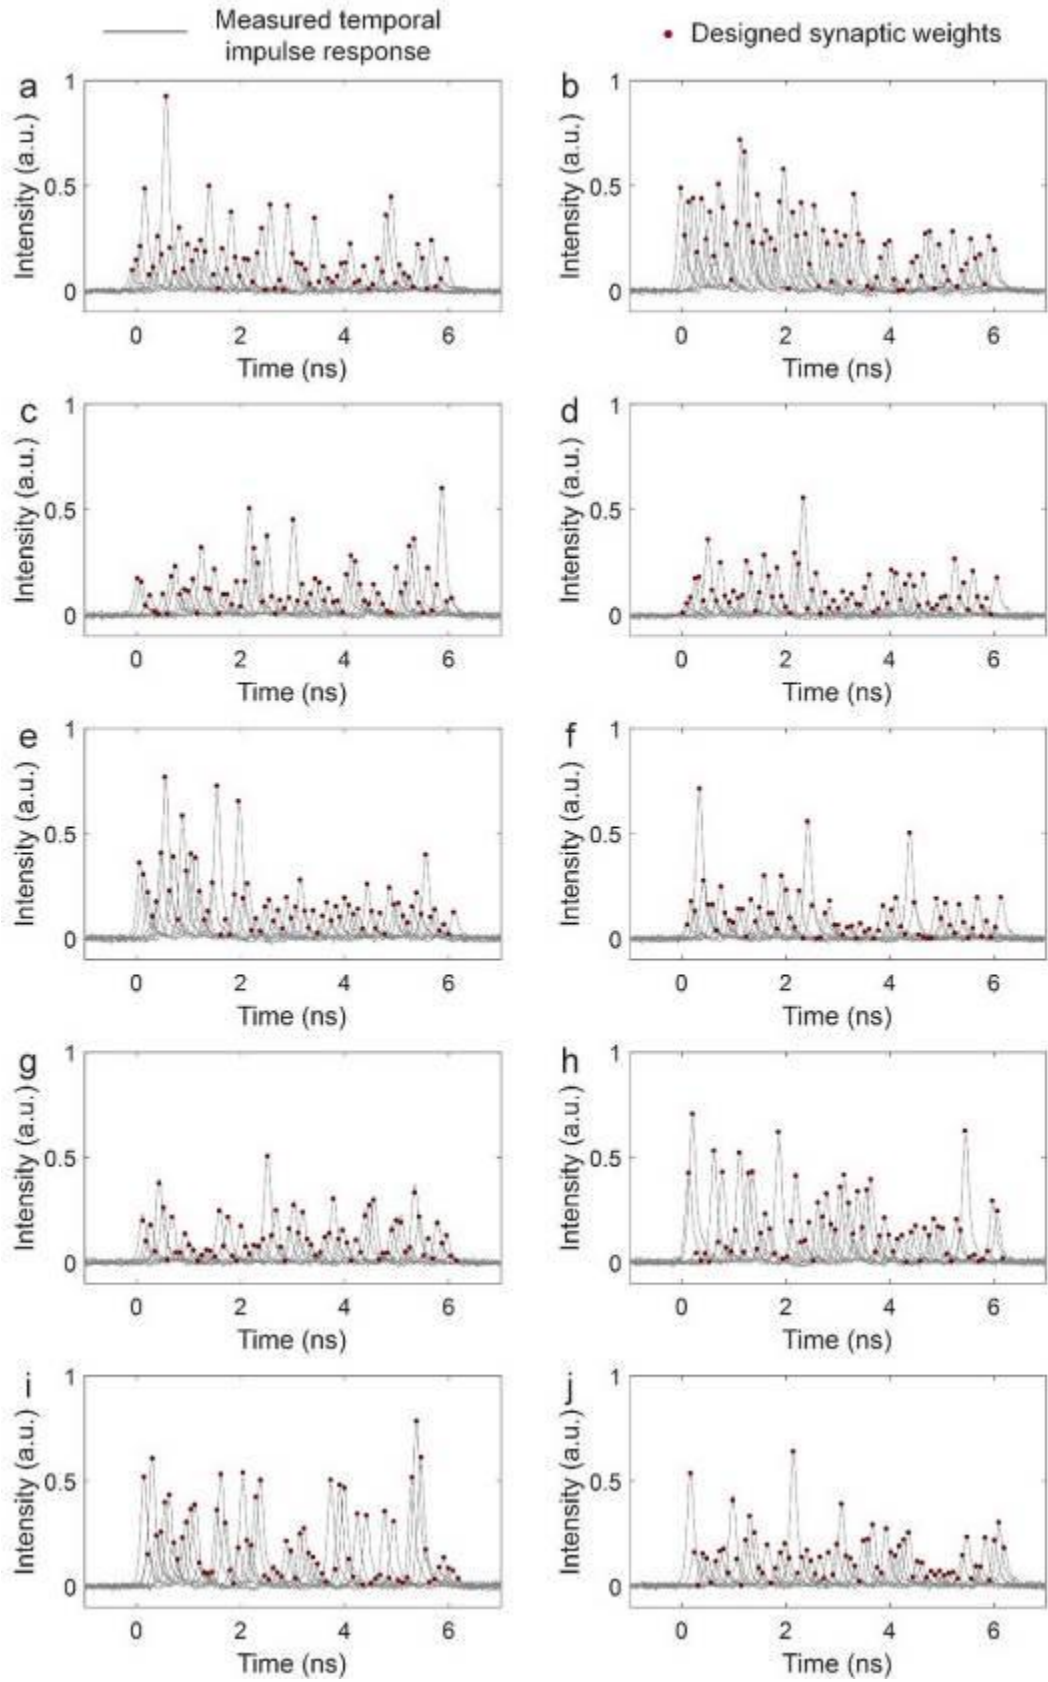 Measured temporal
impulse response
Designed synaptic weights
a
1
0.5
0
Intensity (a.u.)
0 2 4 6
Time (ns)
b
1
0.5
0
Intensity (a.u.)
0 2 4 6
Time (ns)
c
1
0.5
0
Intensity (a.u.)
0 2 4 6
Time (ns)
d
1
0.5
0
Intensity (a.u.)
0 2 4 6
Time (ns)
e
1
0.5
0
Intensity (a.u.)
0 2 4 6
Time (ns)
f
1
0.5
0
Intensity (a.u.)
0 2 4 6
Time (ns)
g
1
0.5
0
Intensity (a.u.)
0 2 4 6
Time (ns)
h
1
0.5
0
Intensity (a.u.)
0 2 4 6
Time (ns)
i
1
0.5
0
Intensity (a.u.)
0 2 4 6
Time (ns)
j
1
0.5
0
Intensity (a.u.)
0 2 4 6
Time (ns)